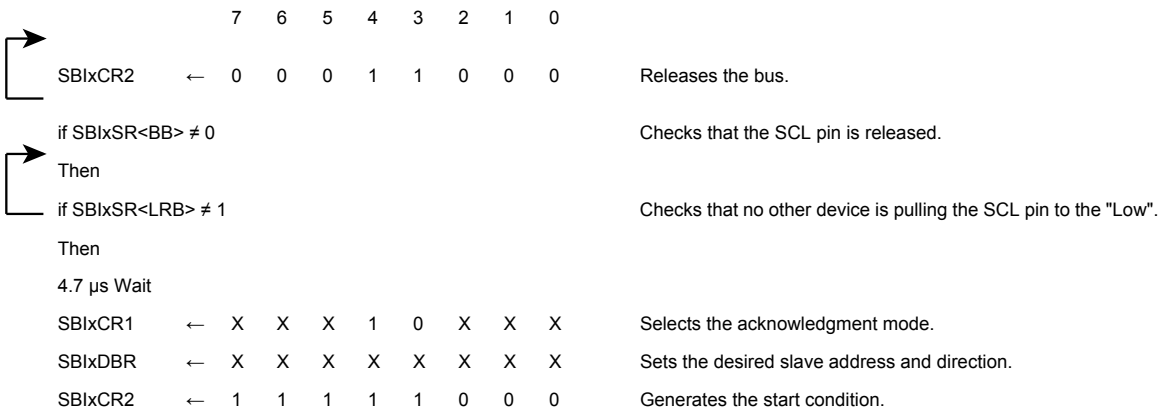 7 6 5 4 3 2 1 0
SBIxCR2 ← 0 0 0 1 1 0 0 0 Releases the bus.
if SBIxSR<BB> ≠ 0 Checks that the SCL pin is released.
Then
if SBIxSR<LRB> ≠ 1 Checks that no other device is pulling the SCL pin to the "Low".
Then
4.7 μs Wait
SBIxCR1 ← X X X 1 0 X X X Selects the acknowledgment mode.
SBIxDBR ← X X X X X X X X Sets the desired slave address and direction.
SBIxCR2 ← 1 1 1 1 1 0 0 0 Generates the start condition.